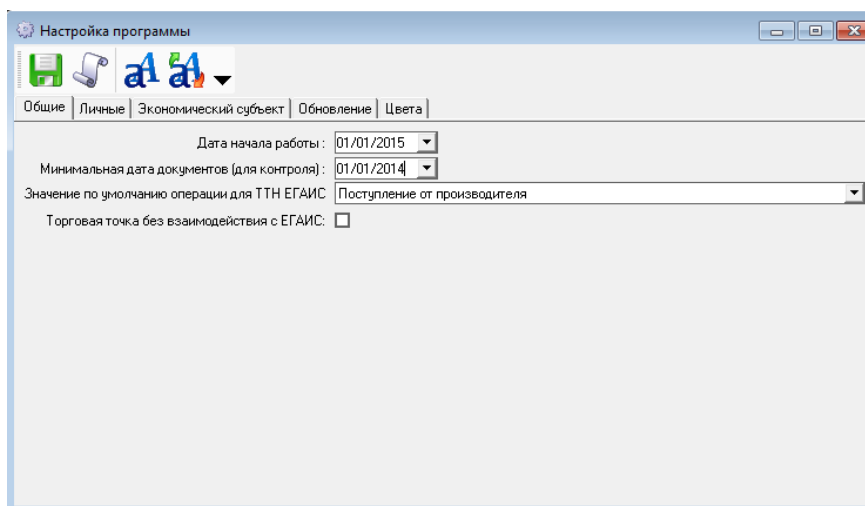 Настройка программы
Общие Личные Экономический субъект Обновление Цвета
Дата начала работы : 01/01/2015
Минимальная дата документов (для контроля) : 01/01/2014
Значение по умолчанию операции для ТТН ЕГАИС Поступление от производителя
Торговая точка без взаимодействия с ЕГАИС: